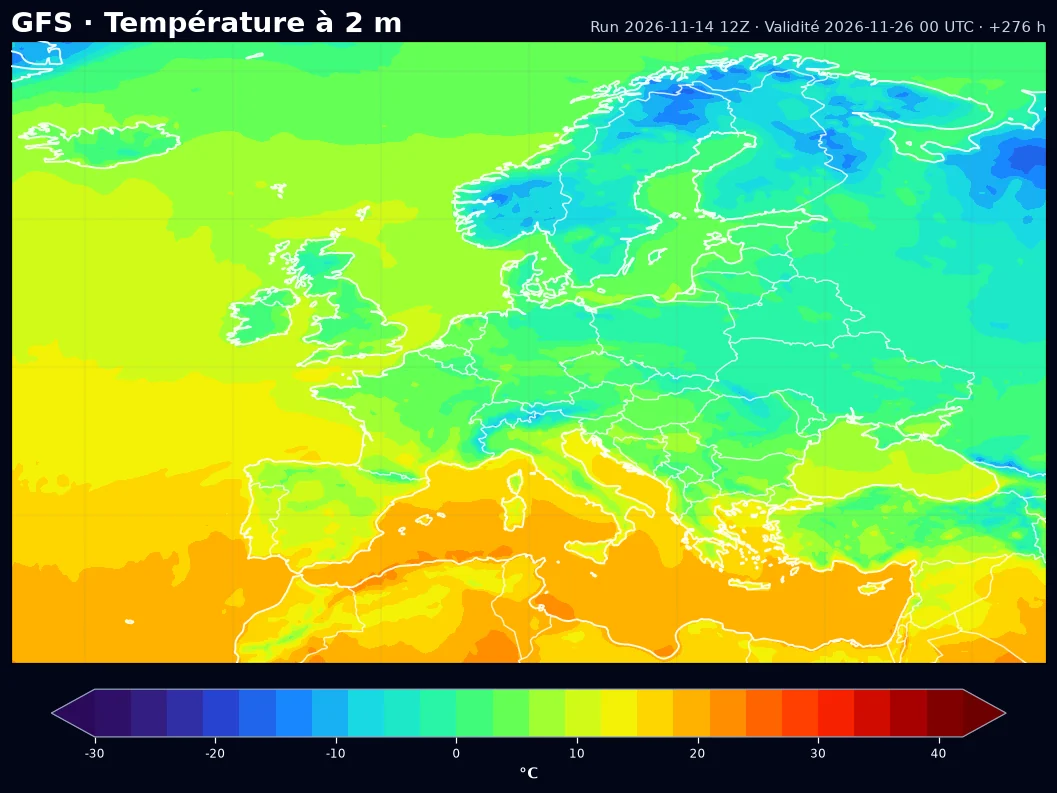 GFS · Température à 2 m
Run 2026-11-14 12Z · Validité 2026-11-26 00 UTC · +276 h
-30 -20 -10 0 10 20 30 40
°C